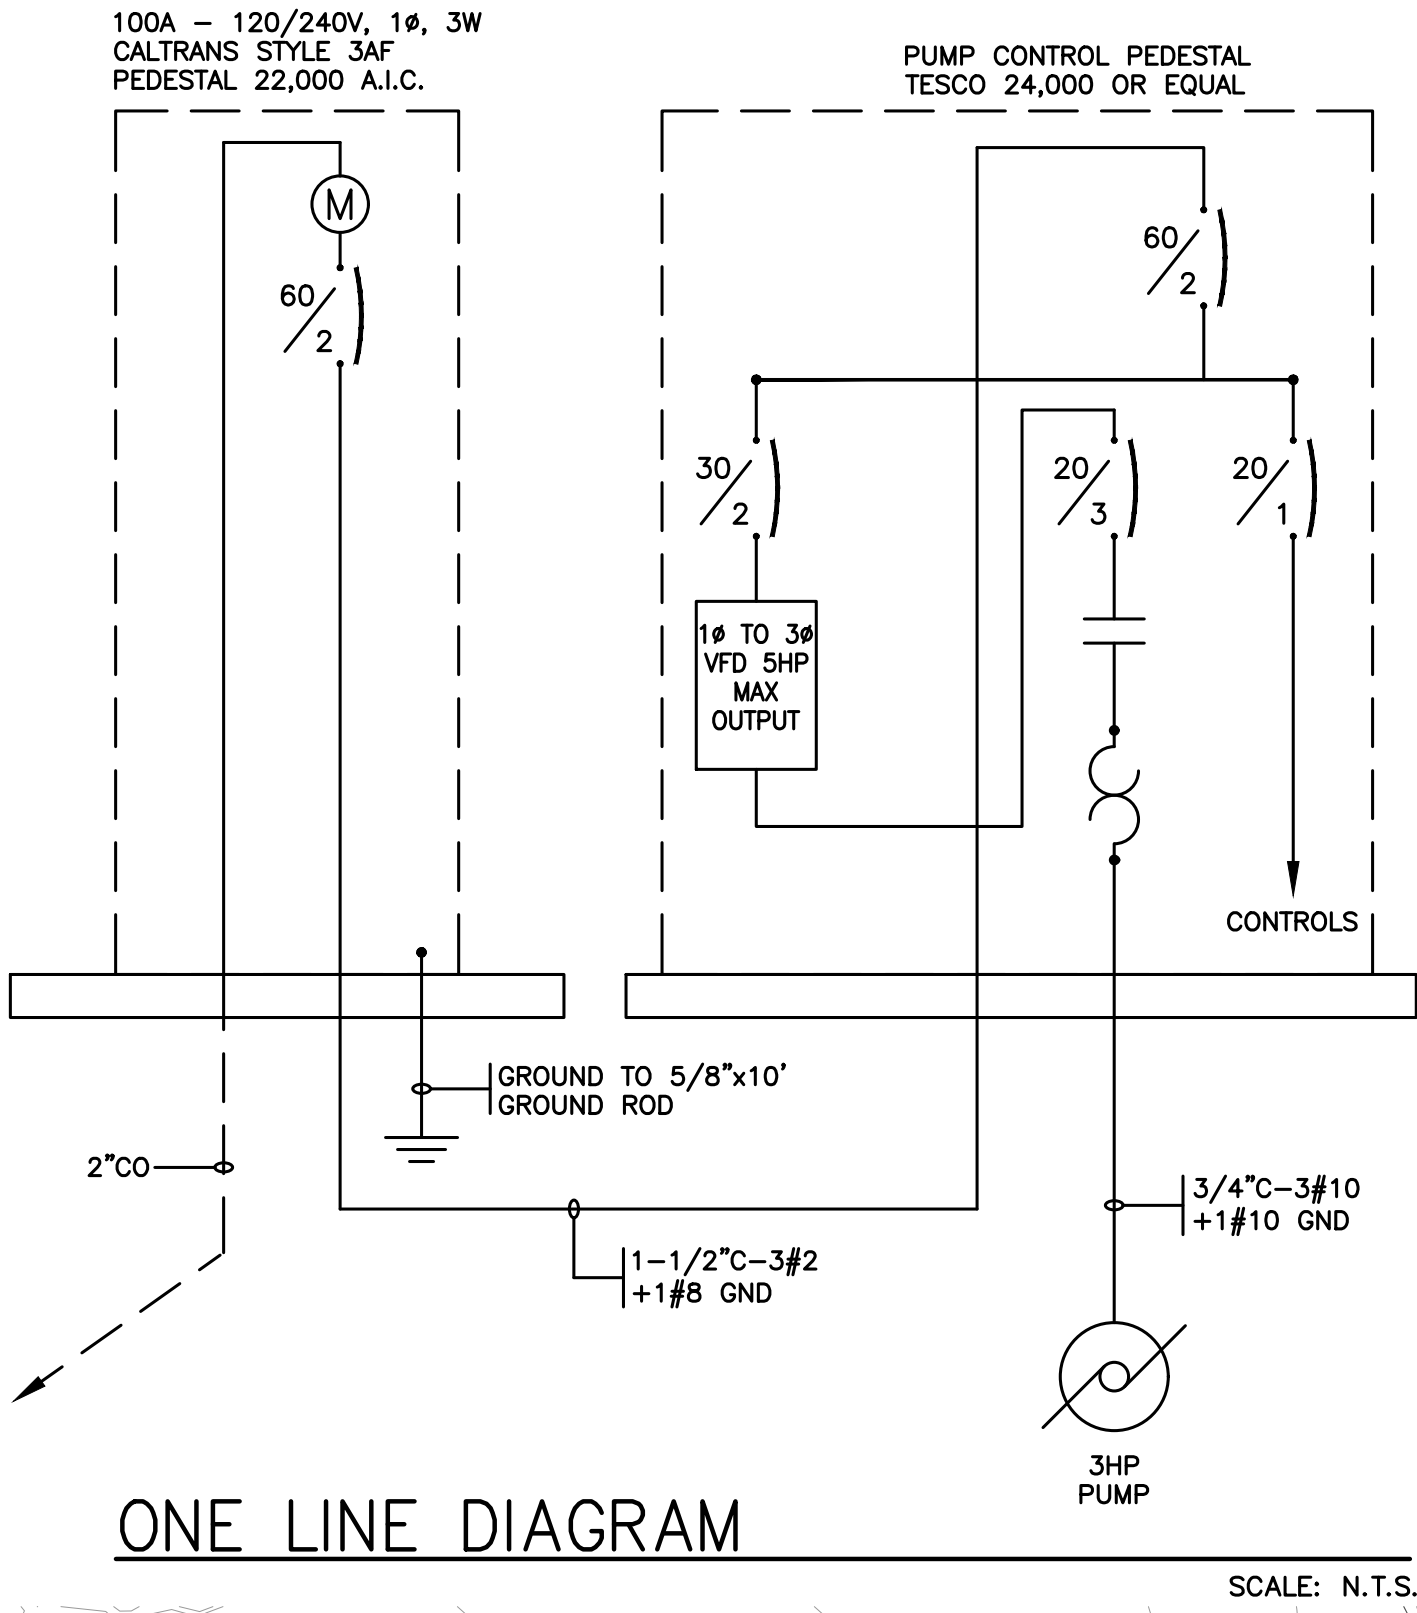 100A - 120/240V, 1ø, 3W
CALTRANS STYLE 3AF
PEDESTAL 22,000 A.I.C.
PUMP CONTROL PEDESTAL
TESCO 24,000 OR EQUAL
M
60/2
60/2
30/2
20/3
20/1
1ø TO 3ø
VFD 5HP
MAX
OUTPUT
CONTROLS
GROUND TO 5/8"x10'
GROUND ROD
2"CO
3/4"C-3#10
+1#10 GND
1-1/2"C-3#2
+1#8 GND
3HP
PUMP
ONE LINE DIAGRAM
SCALE: N.T.S.